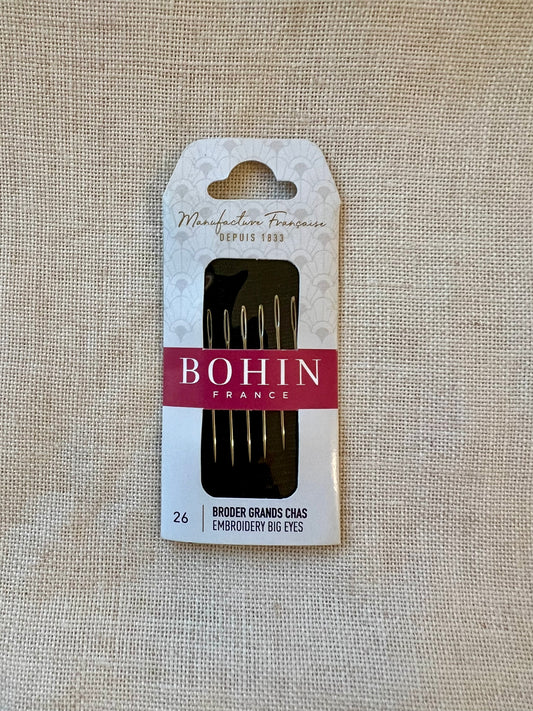 Manufacture Française
DEPUIS 1833
BOHIN
FRANCE
26
BRODER GRANDS CHAS
EMBROIDERY BIG EYES